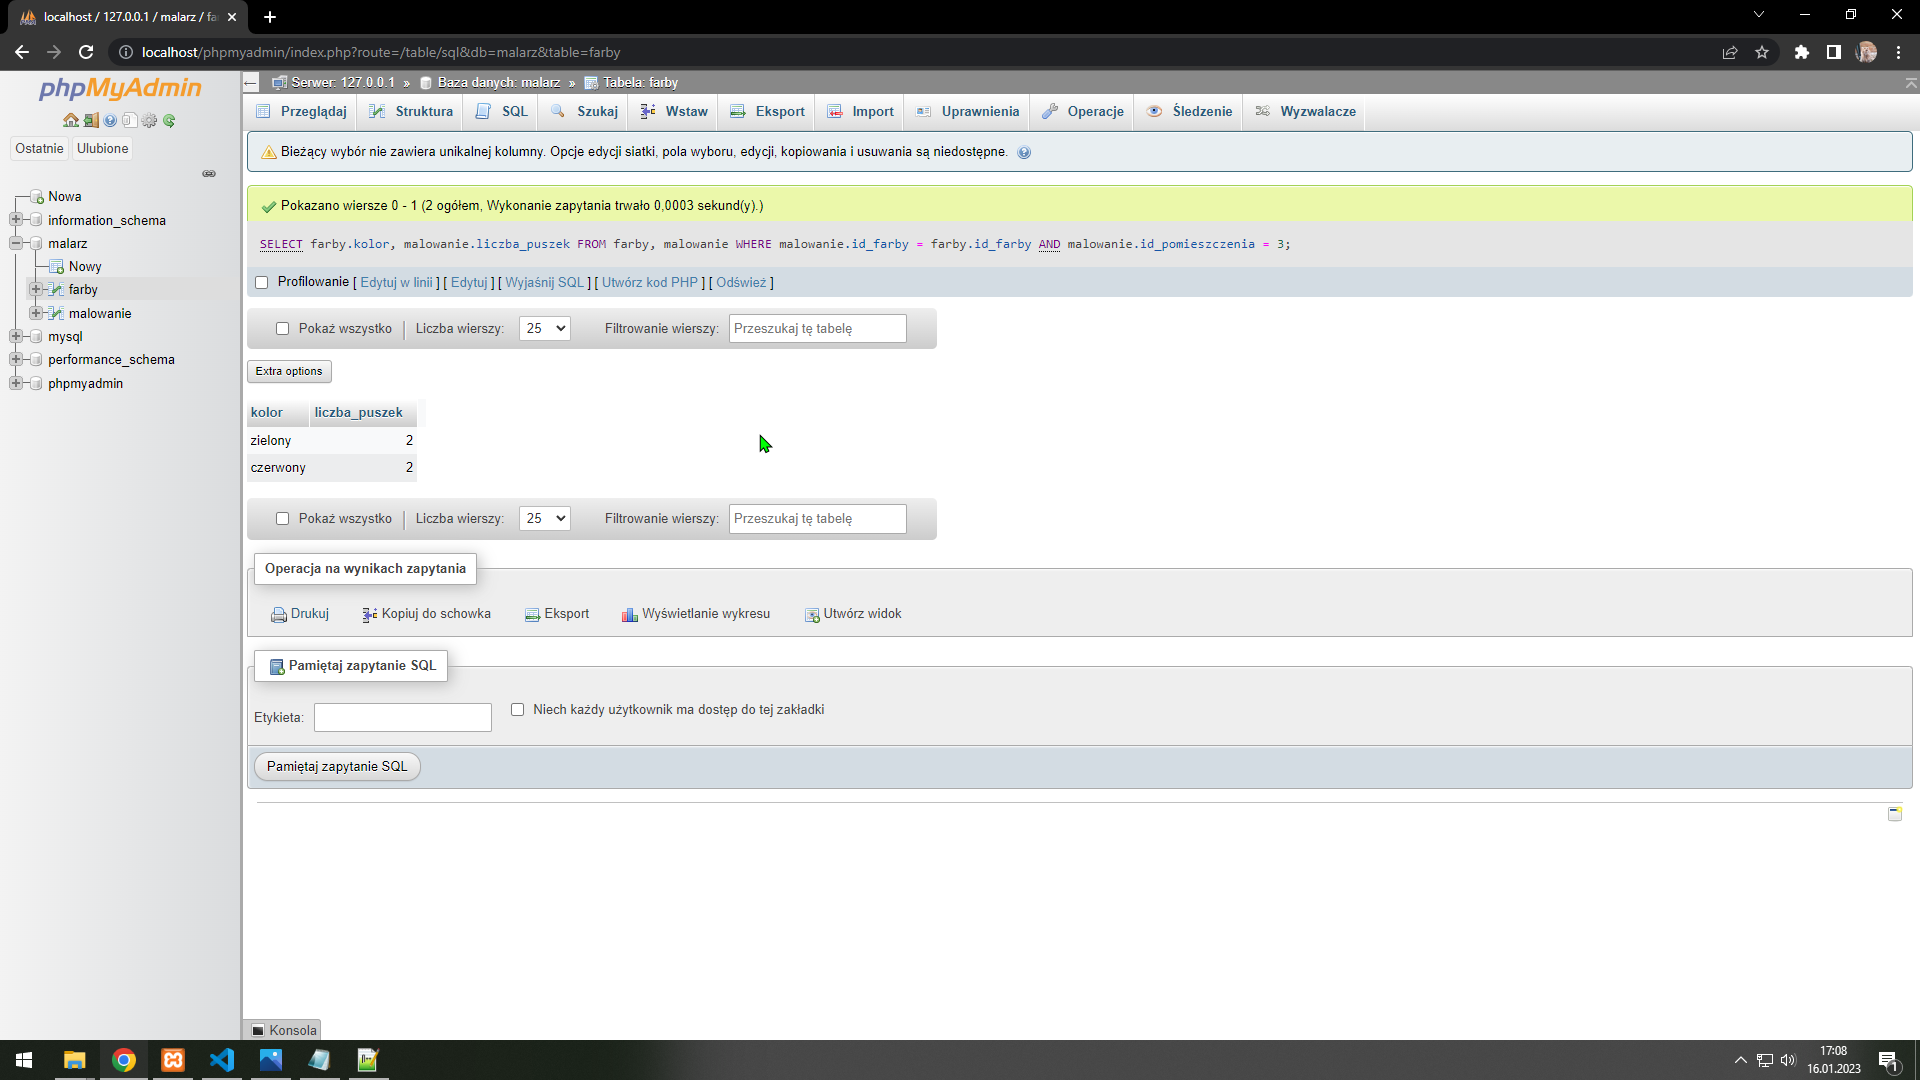 localhost / 127.0.0.1 / malarz / fa
localhost/phpmyadmin/index.php?route=/table/sql&db=malarz&table=farby
phpMyAdmin
Ostatnie
Ulubione
Nowa
information_schema
malarz
Nowy
farby
malowanie
mysql
performance_schema
phpmyadmin
Serwer: 127.0.0.1 » Baza danych: malarz » Tabela: farby
Przeglądaj Struktura SQL Szukaj Wstaw Eksport Import Uprawnienia Operacje Śledzenie Wyzwalacze
Bieżący wybór nie zawiera unikalnej kolumny. Opcje edycji siatki, pola wyboru, edycji, kopiowania i usuwania są niedostępne.
Pokazano wiersze 0 - 1 (2 ogółem, Wykonanie zapytania trwało 0,0003 sekund(y).)
SELECT farby.kolor, malowanie.liczba_puszek FROM farby, malowanie WHERE malowanie.id_farby = farby.id_farby AND malowanie.id_pomieszczenia = 3;
Profilowanie [ Edytuj w linii ] [ Edytuj ] [ Wyjaśnij SQL ] [ Utwórz kod PHP ] [ Odśwież ]
Pokaż wszystko Liczba wierszy: 25 Filtrowanie wierszy: Przeszukaj tę tabelę
Extra options
kolor liczba_puszek
zielony 2
czerwony 2
Pokaż wszystko Liczba wierszy: 25 Filtrowanie wierszy: Przeszukaj tę tabelę
Operacja na wynikach zapytania
Drukuj Kopiuj do schowka Eksport Wyświetlanie wykresu Utwórz widok
Pamiętaj zapytanie SQL
Etykieta: Niech każdy użytkownik ma dostęp do tej zakładki
Pamiętaj zapytanie SQL
Konsola
17:08
16.01.2023
1